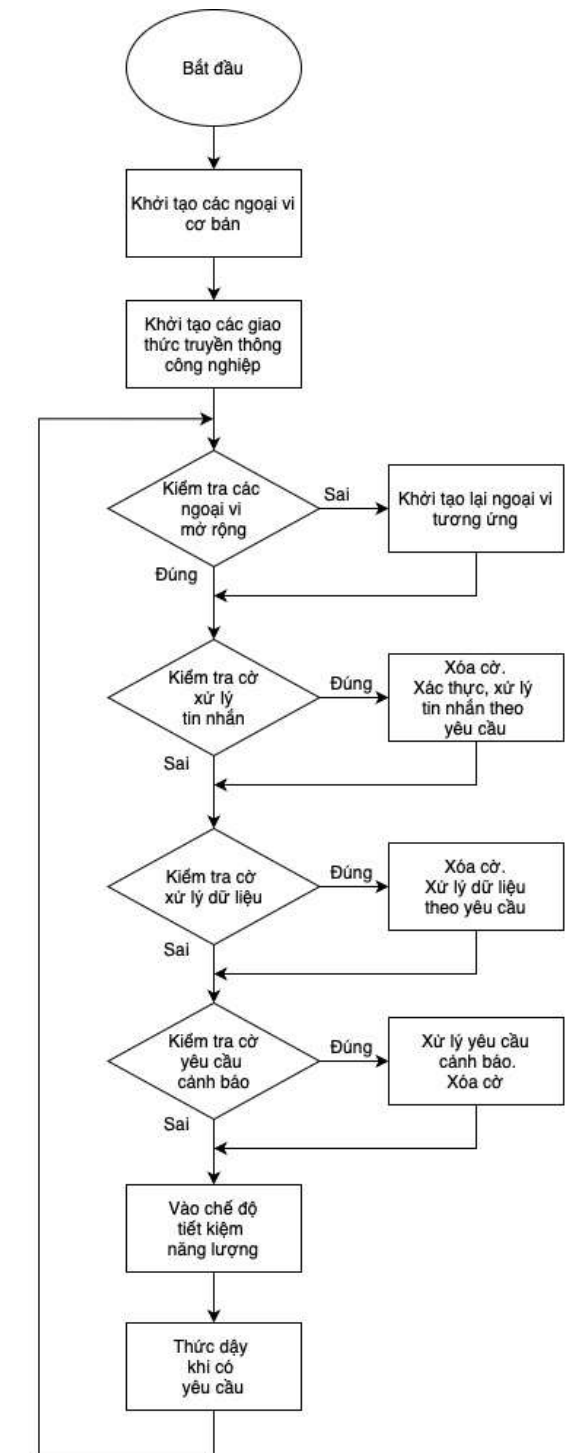 Bắt đầu
Khởi tạo các ngoại vi
cơ bản
Khởi tạo các giao
thức truyền thông
công nghiệp
Kiểm tra các
ngoại vi
mở rộng
Sai
Khởi tạo lại ngoại vi
tương ứng
Đúng
Kiểm tra cờ
xử lý
tin nhắn
Đúng
Xóa cờ.
Xác thực, xử lý
tin nhắn theo
yêu cầu
Sai
Kiểm tra cờ
xử lý dữ liệu
Đúng
Xóa cờ.
Xử lý dữ liệu
theo yêu cầu
Sai
Kiểm tra cờ
yêu cầu
cảnh báo
Đúng
Xử lý yêu cầu
cảnh báo.
Xóa cờ
Sai
Vào chế độ
tiết kiệm
năng lượng
Thức dậy
khi có
yêu cầu